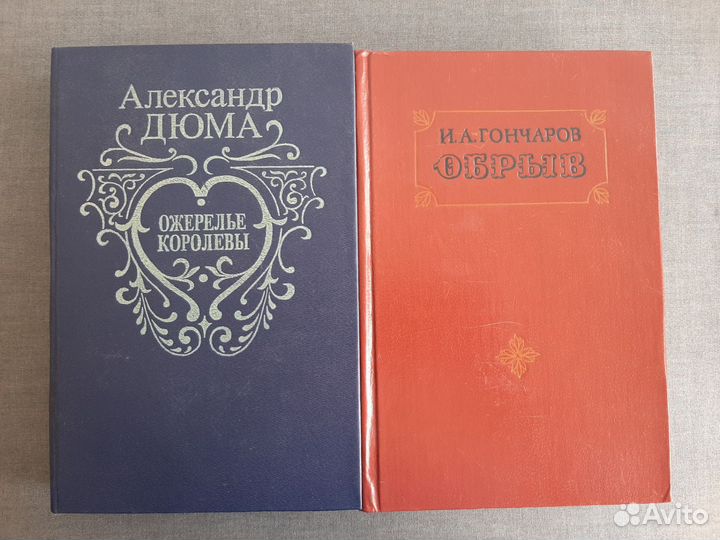 Александр
ДЮМА
ОЖЕРЕЛЬЕ
КОРОЛЕВЫ
И.А.ГОНЧАРОВ
ОБРЫВ
Avito